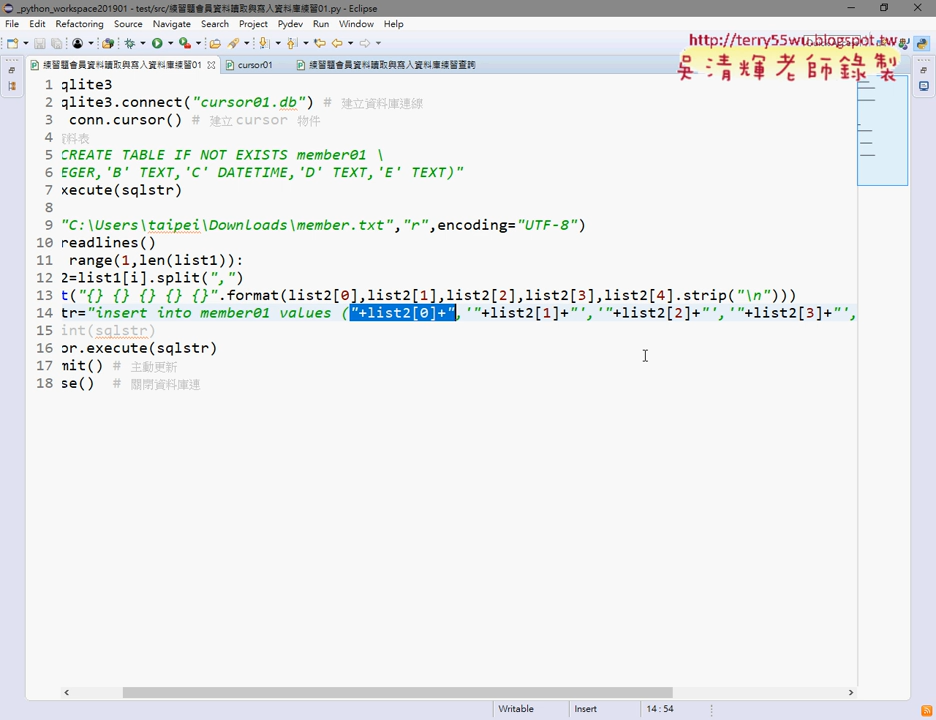 _python_workspace201901 - test/src/練習題會員資料讀取與寫入資料庫練習01.py - Eclipse
File Edit Refactoring Source Navigate Search Project Pydev Run Window Help
http://terry55wu.blogspot.tw
吳清輝老師錄製
練習題會員資料讀取與寫入資料庫練習01 cursor01 練習題會員資料讀取與寫入資料庫練習查詢
1 qlite3
2 qlite3.connect("cursor01.db") # 建立資料庫連線
3 conn.cursor() # 建立cursor 物件
4 資料表
5 CREATE TABLE IF NOT EXISTS member01 \
6 EGER,'B' TEXT,'C' DATETIME,'D' TEXT,'E' TEXT)"
7 xecute(sqlstr)
8
9 "C:\Users\taipei\Downloads\member.txt","r",encoding="UTF-8")
10 readlines()
11 range(1,len(list1)):
12 2=list1[i].split(",")
13 t("{} {} {} {} {}".format(list2[0],list2[1],list2[2],list2[3],list2[4].strip("\n")))
14 tr="insert into member01 values ("+list2[0]+",'"+list2[1]+"','"+list2[2]+"','"+list2[3]+"',
15 int(sqlstr)
16 or.execute(sqlstr)
17 mit() # 主動更新
18 se() # 關閉資料庫連
Writable Insert 14 : 54